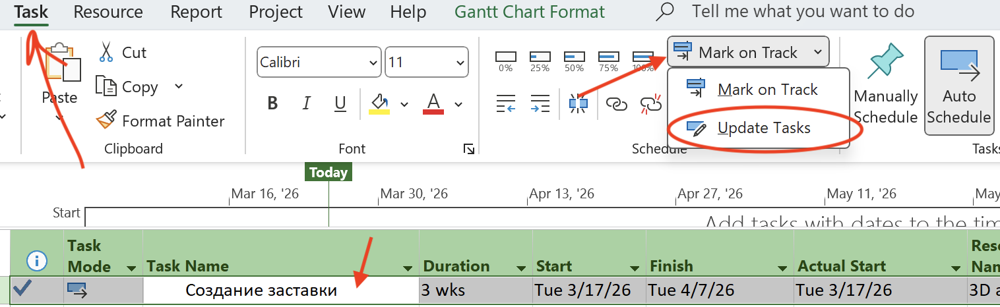 Task Resource Report Project View Help Gantt Chart Format Tell me what you want to do
Cut
Copy
Paste
Format Painter
Clipboard
Calibri 11
B I U A
Font
0% 25% 50% 75% 100%
Mark on Track
Mark on Track
Update Tasks
Schedule
Manually
Schedule
Auto
Schedule
Tasks
Today
Mar 16, '26 Mar 30, '26 Apr 13, '26 Apr 27, '26 May 11, '26 May
Start
Add tasks with dates to the tim
Task
Mode Task Name Duration Start Finish Actual Start Reso
Nam
Создание заставки 3 wks Tue 3/17/26 Tue 4/7/26 Tue 3/17/26 3D a